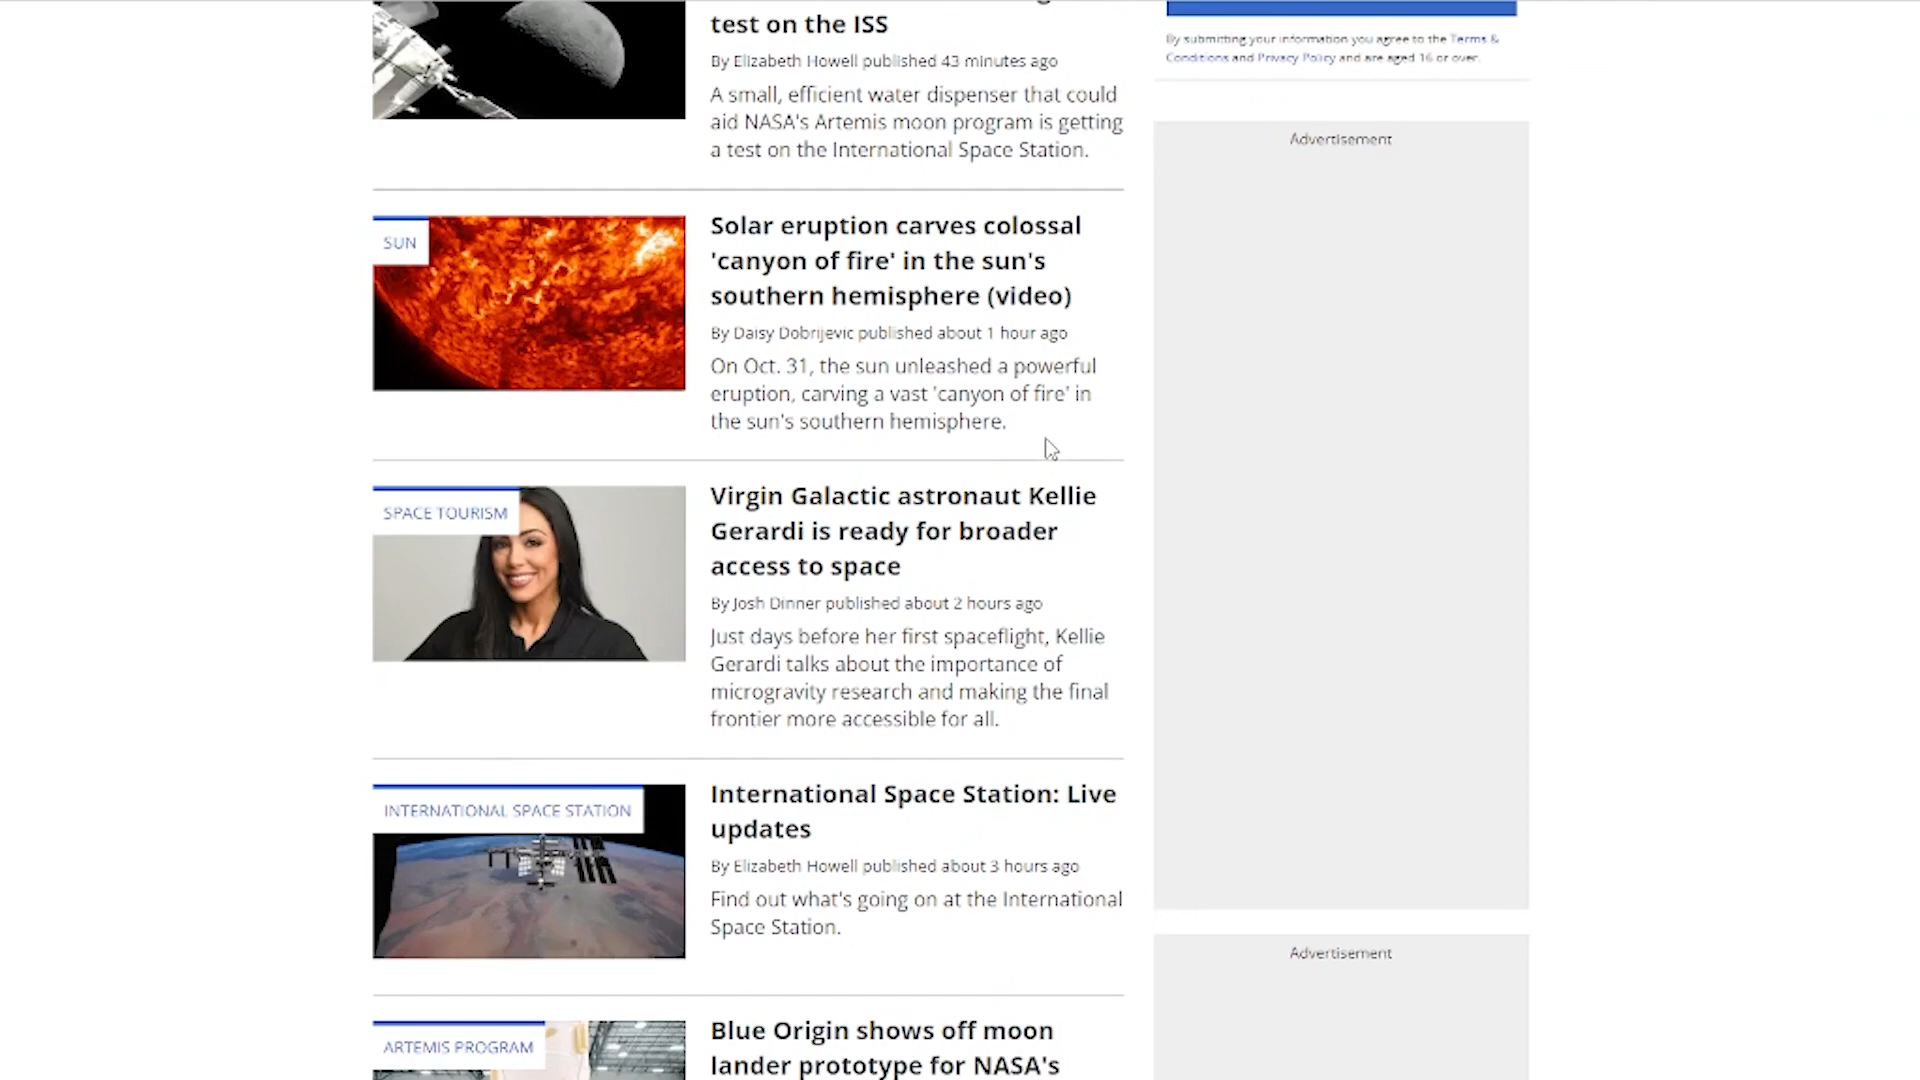 test on the ISS
By Elizabeth Howell published 43 minutes ago
A small, efficient water dispenser that could
aid NASA's Artemis moon program is getting
a test on the International Space Station.
SUN
Solar eruption carves colossal
'canyon of fire' in the sun's
southern hemisphere (video)
By Daisy Dobrijevic published about 1 hour ago
On Oct. 31, the sun unleashed a powerful
eruption, carving a vast 'canyon of fire' in
the sun's southern hemisphere.
SPACE TOURISM
Virgin Galactic astronaut Kellie
Gerardi is ready for broader
access to space
By Josh Dinner published about 2 hours ago
Just days before her first spaceflight, Kellie
Gerardi talks about the importance of
microgravity research and making the final
frontier more accessible for all.
INTERNATIONAL SPACE STATION
International Space Station: Live
updates
By Elizabeth Howell published about 3 hours ago
Find out what's going on at the International
Space Station.
ARTEMIS PROGRAM
Blue Origin shows off moon
lander prototype for NASA's
By submitting your information you agree to the Terms &
Conditions and Privacy Policy and are aged 16 or over.
Advertisement
Advertisement